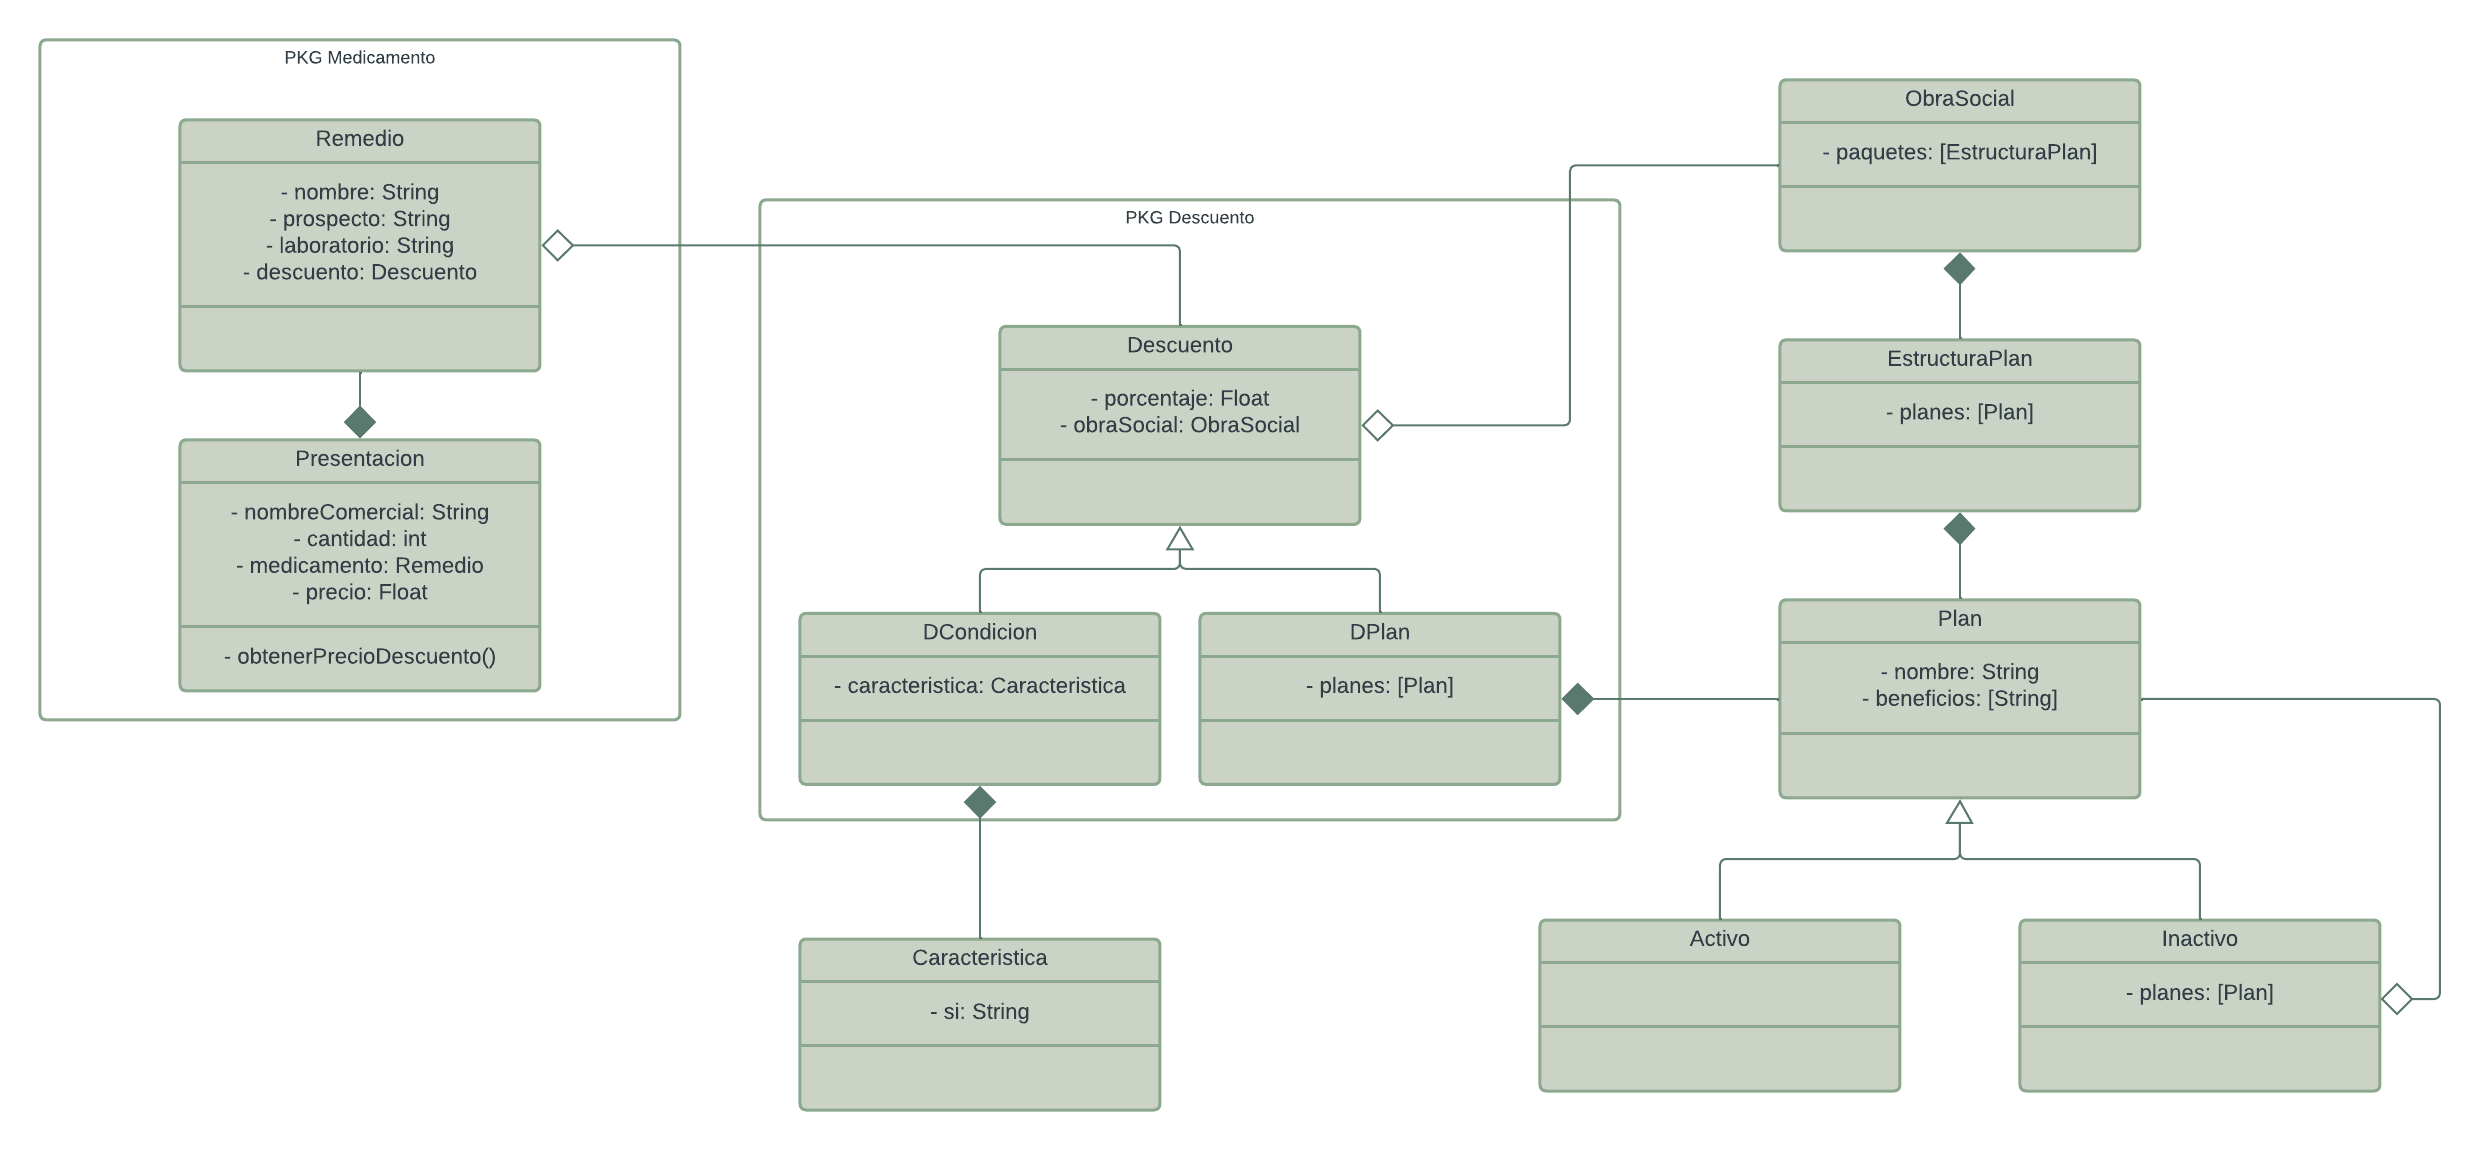 PKG Medicamento
Remedio
- nombre: String
- prospecto: String
- laboratorio: String
- descuento: Descuento
Presentacion
- nombreComercial: String
- cantidad: int
- medicamento: Remedio
- precio: Float
- obtenerPrecioDescuento()
PKG Descuento
Descuento
- porcentaje: Float
- obraSocial: ObraSocial
DCondicion
- caracteristica: Caracteristica
DPlan
- planes: [Plan]
Caracteristica
- si: String
ObraSocial
- paquetes: [EstructuraPlan]
EstructuraPlan
- planes: [Plan]
Plan
- nombre: String
- beneficios: [String]
Activo
Inactivo
- planes: [Plan]